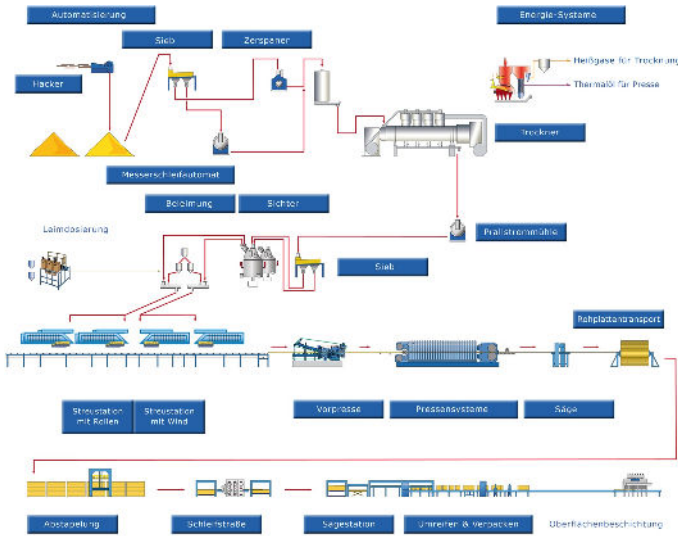 Automatisierung
Energie-Systeme
Sieb
Zerspaner
Heißgase für Trocknung
Hacker
Thermalöl für Presse
Trockner
Messerschleifautomat
Beleimung
Sichter
Leimdosierung
Prallstrommühle
Sieb
Rohplattentransport
Streustation
mit Rollen
Streustation
mit Wind
Vorpresse
Pressensysteme
Säge
Abstapelung
Schleifstraße
Sägestation
Umreifen & Verpacken
Oberflächenbeschichtung